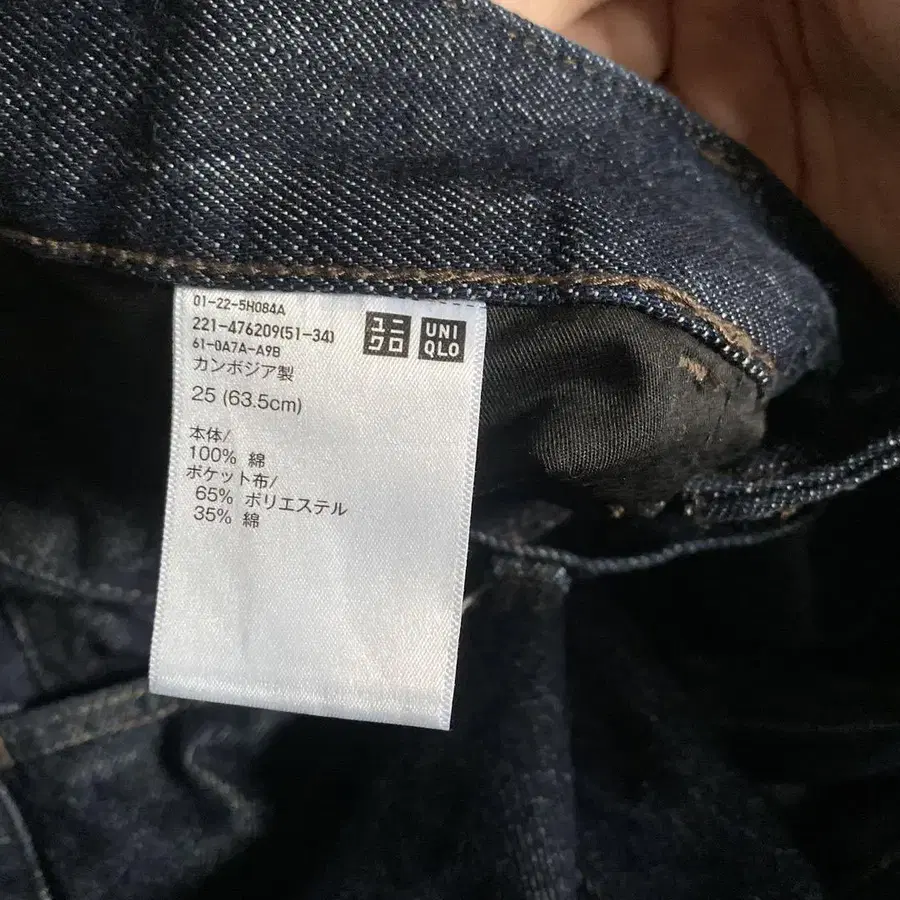 01-22-5H084A
221-476209(51-34)
61-0A7A-A9B
カンボジア製
25 (63.5cm)
本体/
100% 綿
ポケット布/
65% ポリエステル
35% 綿
ユニ
クロ
UNI
QLO